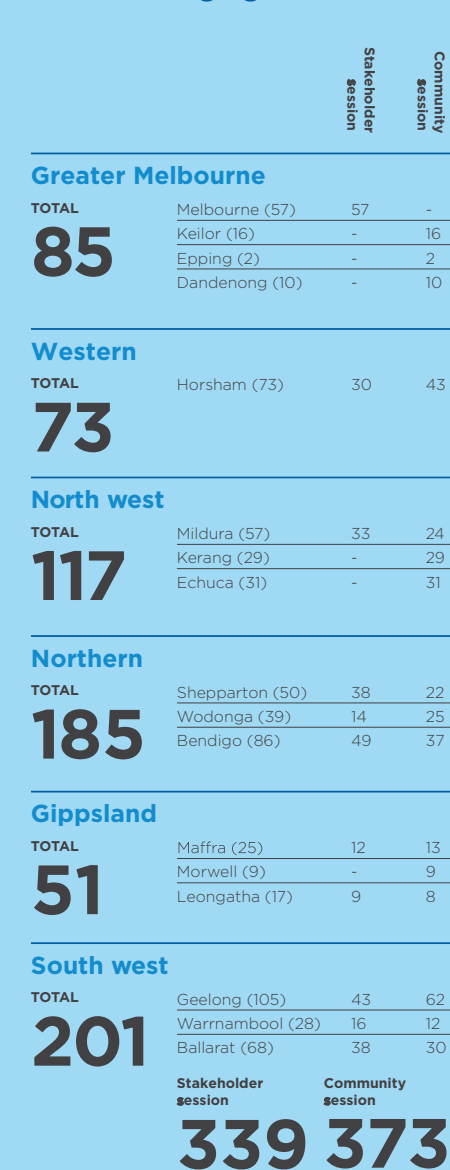 Stakeholder
session
Community
session
Greater Melbourne
TOTAL
85
Melbourne (57) 57 -
Keilor (16) - 16
Epping (2) - 2
Dandenong (10) - 10
Western
TOTAL
73
Horsham (73) 30 43
North west
TOTAL
117
Mildura (57) 33 24
Kerang (29) - 29
Echuca (31) - 31
Northern
TOTAL
185
Shepparton (50) 38 22
Wodonga (39) 14 25
Bendigo (86) 49 37
Gippsland
TOTAL
51
Maffra (25) 12 13
Morwell (9) - 9
Leongatha (17) 9 8
South west
TOTAL
201
Geelong (105) 43 62
Warrnambool (28) 16 12
Ballarat (68) 38 30
Stakeholder
session
339
Community
session
373